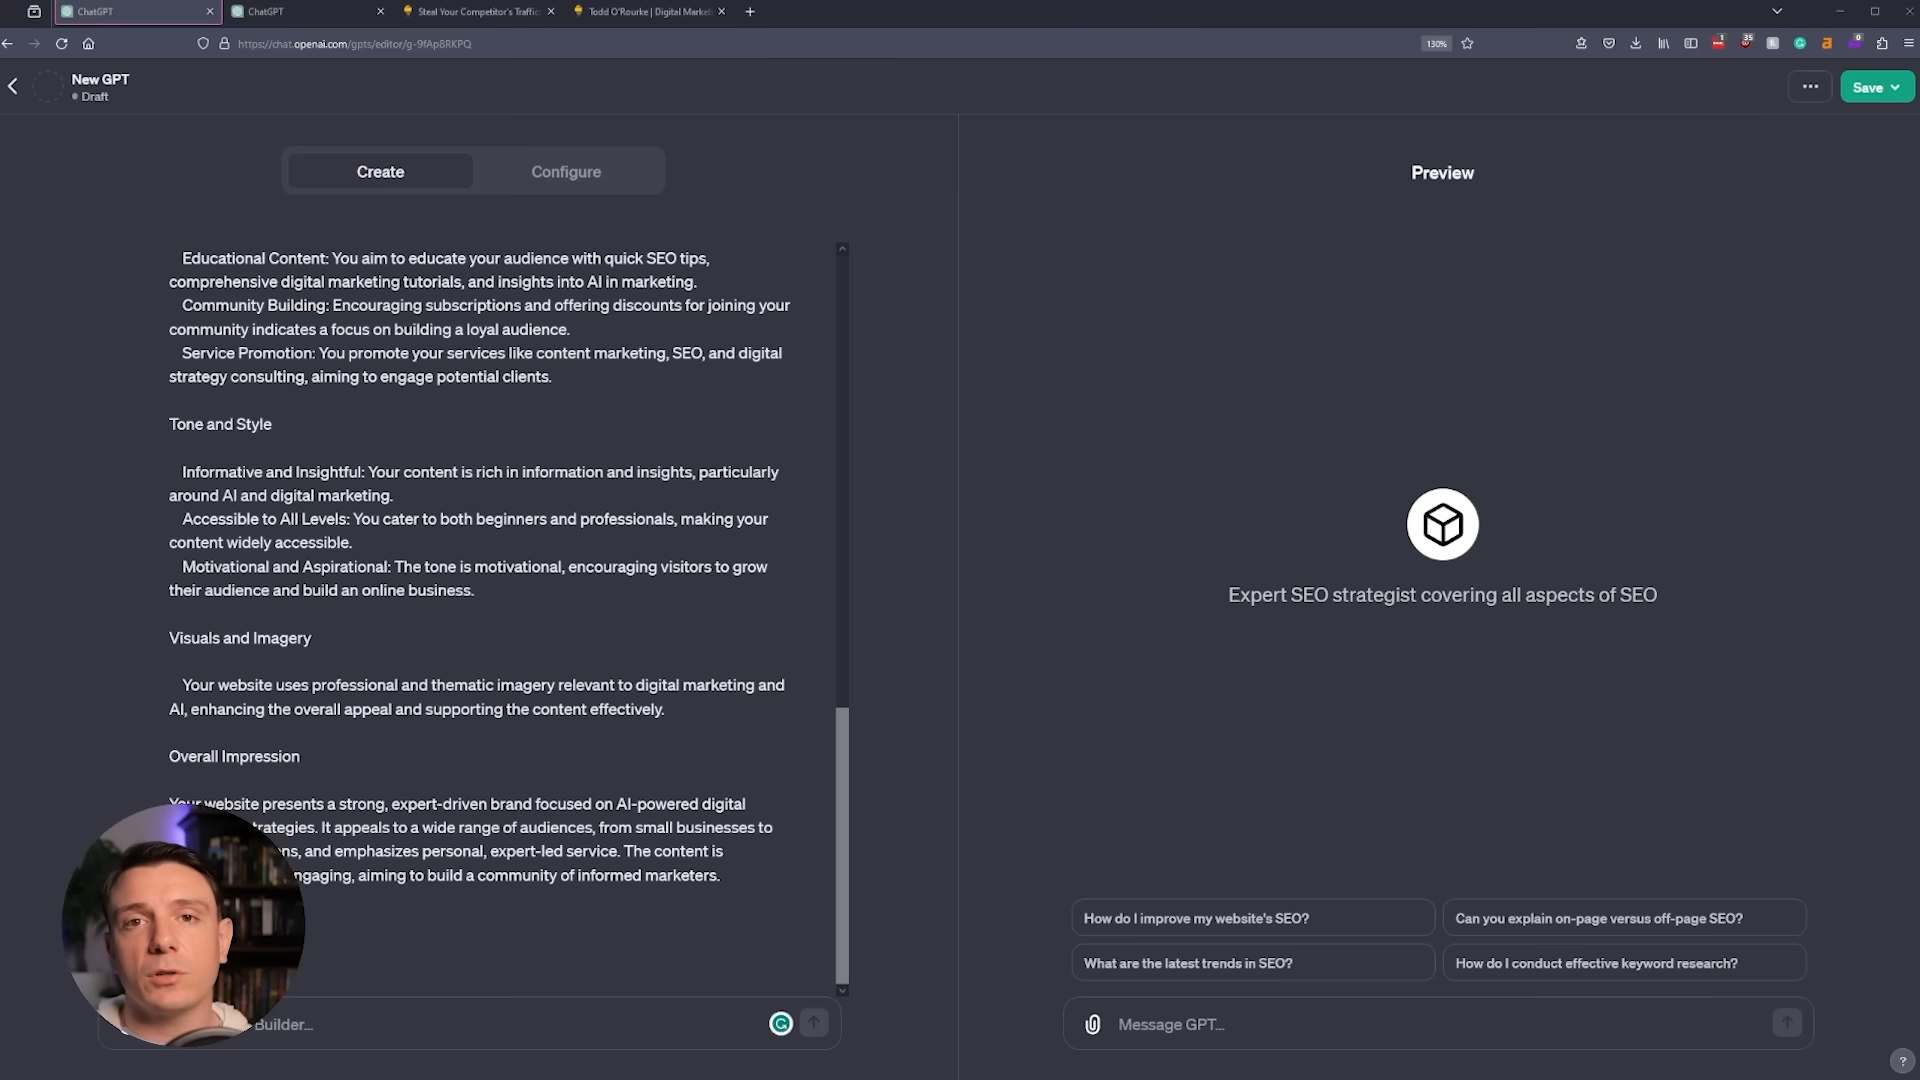 ChatGPT
ChatGPT
Steal Your Competitor's Traffic
Todd O'Rourke | Digital Market
https://chat.openai.com/gpts/editor/g-9fAp8RKPQ
130%
1
35
0
New GPT
Draft
Save
Create
Configure
Preview
Educational Content: You aim to educate your audience with quick SEO tips,
comprehensive digital marketing tutorials, and insights into AI in marketing.
Community Building: Encouraging subscriptions and offering discounts for joining your
community indicates a focus on building a loyal audience.
Service Promotion: You promote your services like content marketing, SEO, and digital
strategy consulting, aiming to engage potential clients.
Tone and Style
Informative and Insightful: Your content is rich in information and insights, particularly
around AI and digital marketing.
Accessible to All Levels: You cater to both beginners and professionals, making your
content widely accessible.
Motivational and Aspirational: The tone is motivational, encouraging visitors to grow
their audience and build an online business.
Visuals and Imagery
Your website uses professional and thematic imagery relevant to digital marketing and
AI, enhancing the overall appeal and supporting the content effectively.
Overall Impression
Your website presents a strong, expert-driven brand focused on AI-powered digital
trategies. It appeals to a wide range of audiences, from small businesses to
ns, and emphasizes personal, expert-led service. The content is
ngaging, aiming to build a community of informed marketers.
Builder...
Expert SEO strategist covering all aspects of SEO
How do I improve my website's SEO?
Can you explain on-page versus off-page SEO?
What are the latest trends in SEO?
How do I conduct effective keyword research?
Message GPT...
?